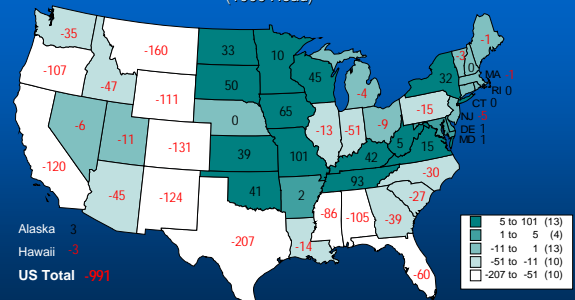 (1000 Head)
-35
-160
33
10
-1
-3
0
-107
-47
50
45
-4
32
MA -1
RI 0
CT 0
-111
65
-15
NJ -5
DE 1
MD 1
-6
-11
0
-13
-51
-9
5
15
-131
39
101
42
-30
-120
-45
-124
41
2
93
-27
-86
-105
-39
-207
-14
-60
Alaska 3
Hawaii -3
US Total -991
5 to 101 (13)
1 to 5 (4)
-11 to 1 (13)
-51 to -11 (10)
-207 to -51 (10)